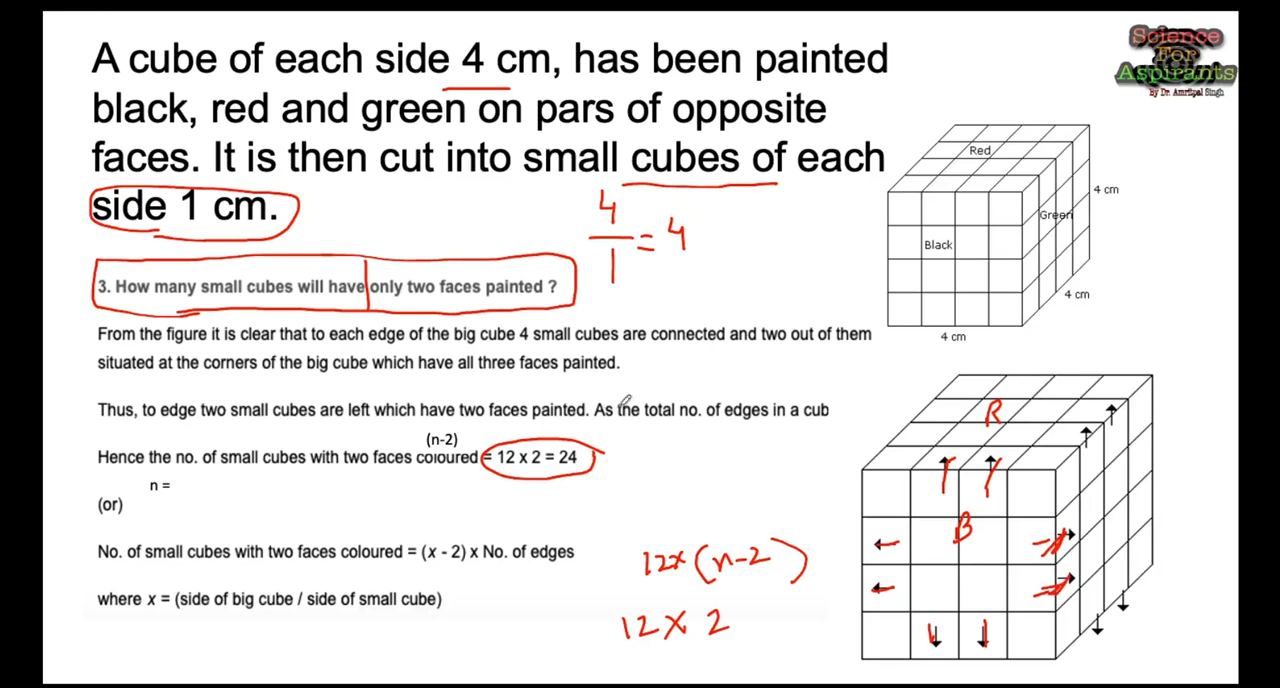 A cube of each side 4 cm, has been painted
black, red and green on pars of opposite
faces. It is then cut into small cubes of each
side 1 cm.
4
— = 4
1
3. How many small cubes will have only two faces painted ?
From the figure it is clear that to each edge of the big cube 4 small cubes are connected and two out of them
situated at the corners of the big cube which have all three faces painted.
Thus, to edge two small cubes are left which have two faces painted. As the total no. of edges in a cub
(n-2)
Hence the no. of small cubes with two faces coloured = 12 x 2 = 24
n =
(or)
No. of small cubes with two faces coloured = (x - 2) x No. of edges
where x = (side of big cube / side of small cube)
12x (n-2)
12 x 2
Science
For
Aspirants
By Dr. Amritpal Singh
Red
4 cm
Green
Black
4 cm
4 cm
R
B